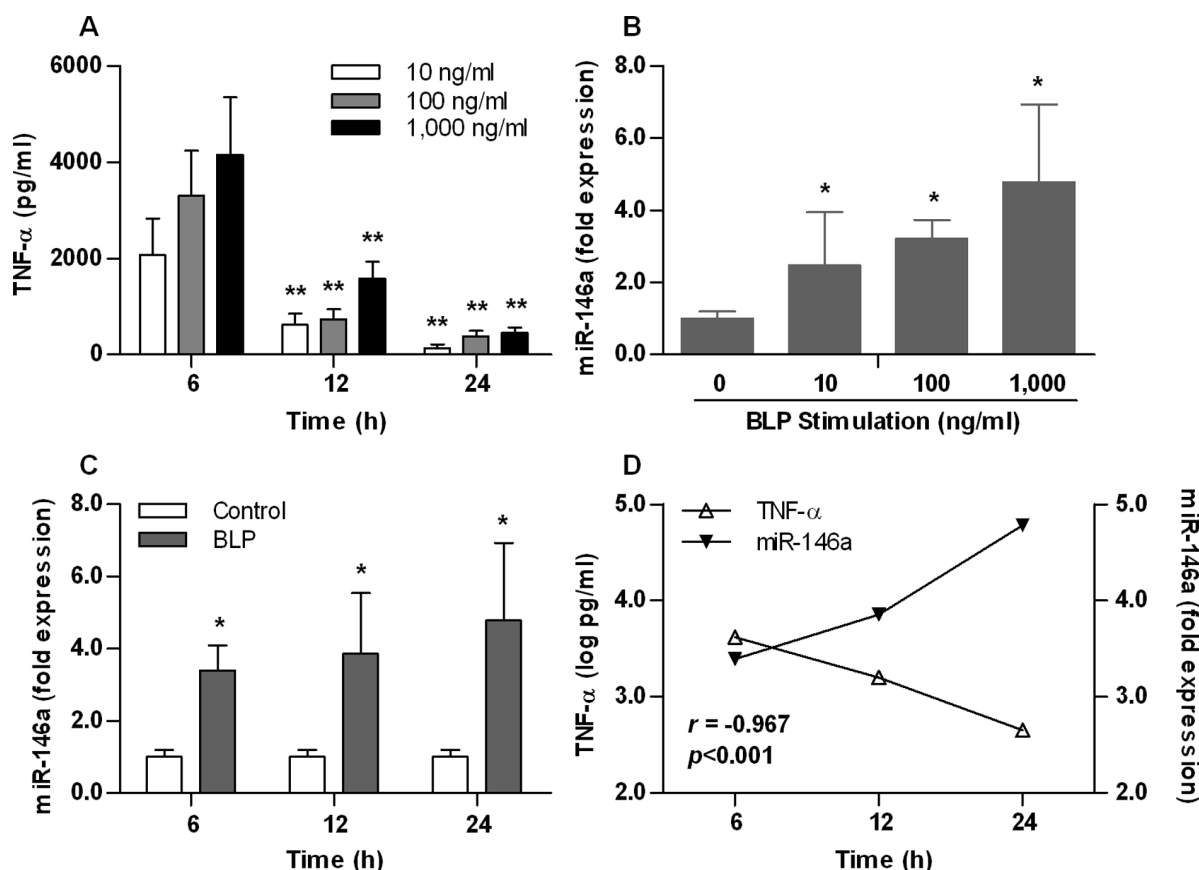 A
TNF-α (pg/ml)
6000
4000
2000
0
10 ng/ml
100 ng/ml
1,000 ng/ml
** ** **
** ** **
6 12 24
Time (h)
B
miR-146a (fold expression)
8.0
6.0
4.0
2.0
0.0
* * *
0 10 100 1,000
BLP Stimulation (ng/ml)
C
miR-146a (fold expression)
8.0
6.0
4.0
2.0
0.0
Control
BLP
* * *
6 12 24
Time (h)
D
TNF-α (log pg/ml)
5.0
4.0
3.0
2.0
TNF-α
miR-146a
r = -0.967
p<0.001
6 12 24
Time (h)
5.0
4.0
3.0
2.0
miR-146a (fold expression)